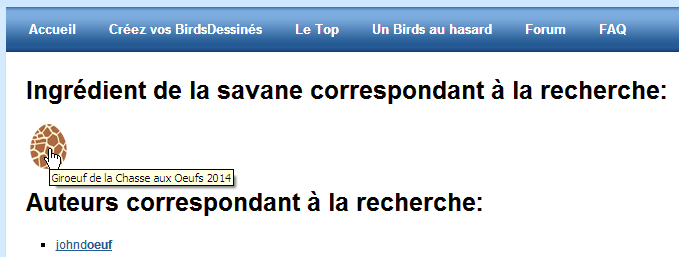 Accueil Créez vos BirdsDessinés Le Top Un Birds au hasard Forum FAQ
Ingrédient de la savane correspondant à la recherche:
Giroeuf de la Chasse aux Oeufs 2014
Auteurs correspondant à la recherche:
johndoeuf